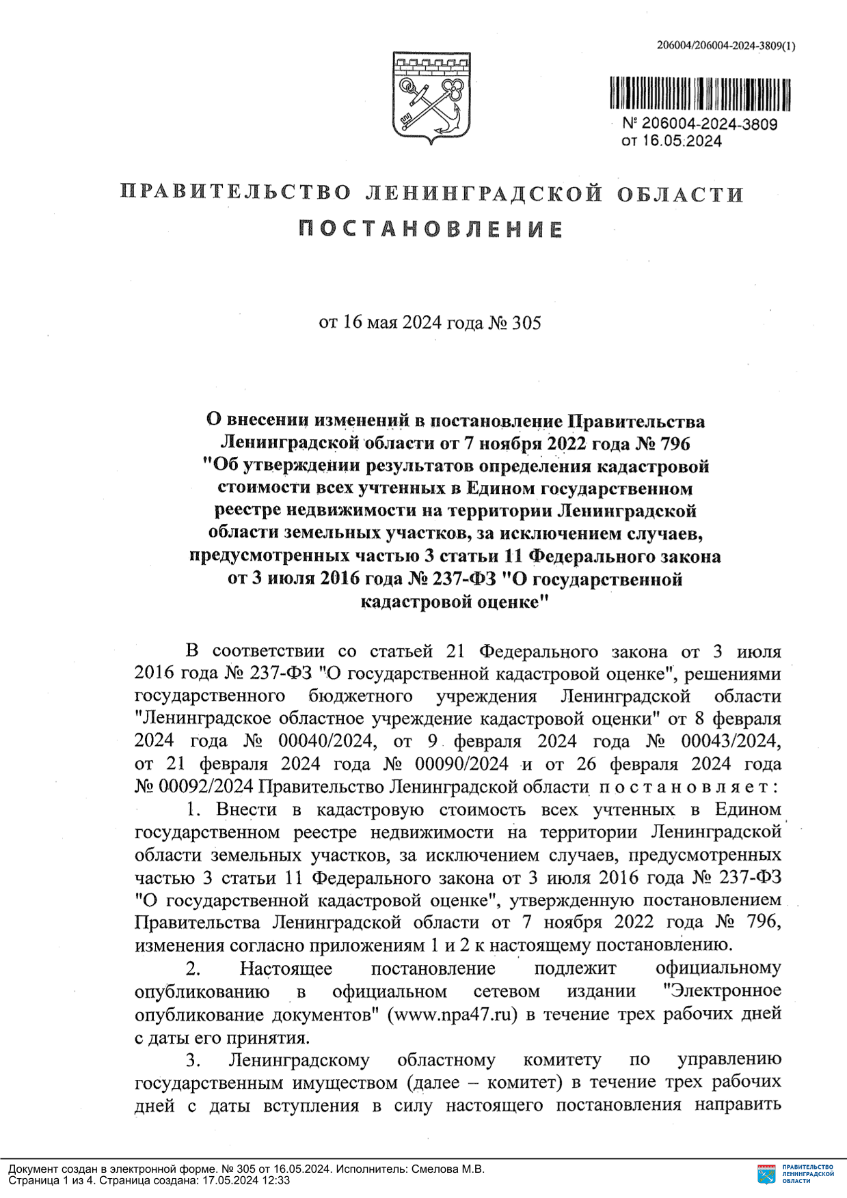 206004/206004-2024-3809(1)
№ 206004-2024-3809
от 16.05.2024
ПРАВИТЕЛЬСТВО ЛЕНИНГРАДСКОЙ ОБЛАСТИ
ПОСТАНОВЛЕНИЕ
от 16 мая 2024 года № 305
О внесении изменений в постановление Правительства
Ленинградской области от 7 ноября 2022 года № 796
"Об утверждении результатов определения кадастровой
стоимости всех учтенных в Едином государственном
реестре недвижимости на территории Ленинградской
области земельных участков, за исключением случаев,
предусмотренных частью 3 статьи 11 Федерального закона
от 3 июля 2016 года № 237-ФЗ "О государственной
кадастровой оценке"
В соответствии со статьей 21 Федерального закона от 3 июля
2016 года № 237-ФЗ "О государственной кадастровой оценке", решениями
государственного бюджетного учреждения Ленинградской области
"Ленинградское областное учреждение кадастровой оценки" от 8 февраля
2024 года № 00040/2024, от 9 февраля 2024 года № 00043/2024,
от 21 февраля 2024 года № 00090/2024 и от 26 февраля 2024 года
№ 00092/2024 Правительство Ленинградской области п о с т а н о в л я е т :
1. Внести в кадастровую стоимость всех учтенных в Едином
государственном реестре недвижимости на территории Ленинградской
области земельных участков, за исключением случаев, предусмотренных
частью 3 статьи 11 Федерального закона от 3 июля 2016 года № 237-ФЗ
"О государственной кадастровой оценке", утвержденную постановлением
Правительства Ленинградской области от 7 ноября 2022 года № 796,
изменения согласно приложениям 1 и 2 к настоящему постановлению.
2. Настоящее постановление подлежит официальному
опубликованию в официальном сетевом издании "Электронное
опубликование документов" (www.npa47.ru) в течение трех рабочих дней
с даты его принятия.
3. Ленинградскому областному комитету по управлению
государственным имуществом (далее – комитет) в течение трех рабочих
дней с даты вступления в силу настоящего постановления направить
Документ создан в электронной форме. № 305 от 16.05.2024. Исполнитель: Смелова М.В.
Страница 1 из 4. Страница создана: 17.05.2024 12:33
ПРАВИТЕЛЬСТВО
ЛЕНИНГРАДСКОЙ
ОБЛАСТИ